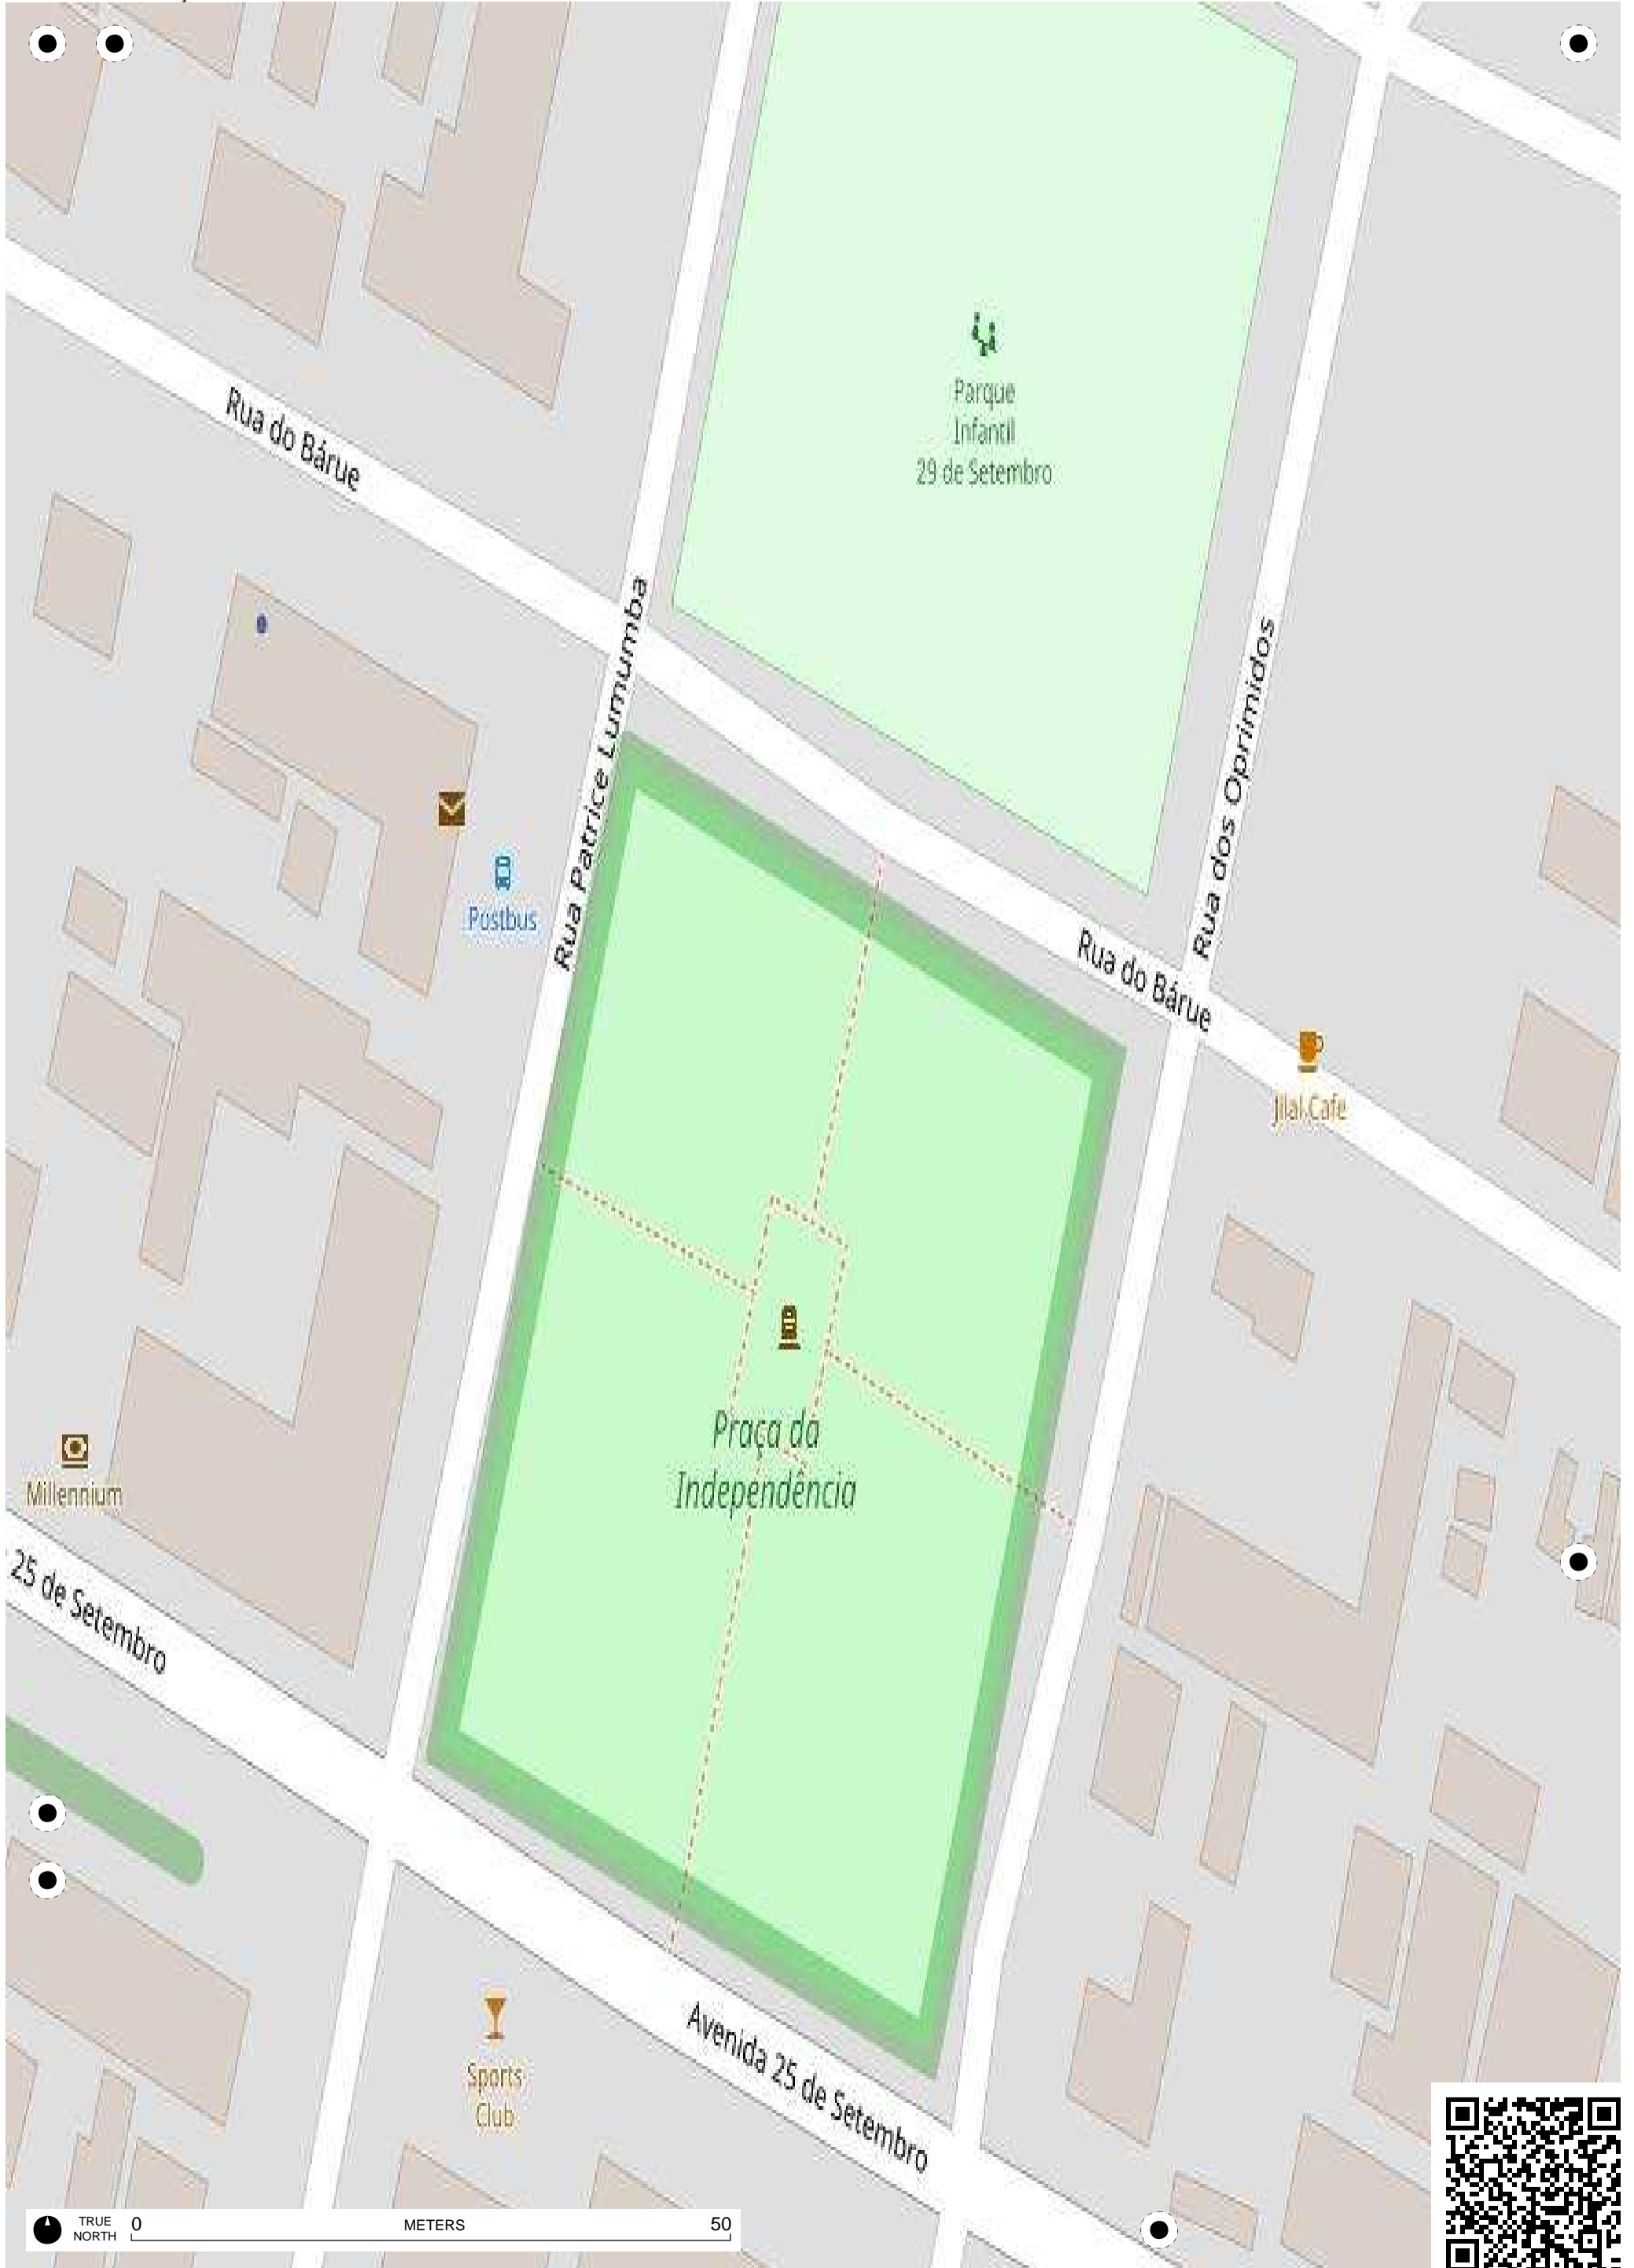 Rua do Bárue
Parque
Infantil
29 de Setembro
Rua Patrice Lumumba
Rua dos Oprimidos
Postbus
Rua do Bárue
Jilal Cafe
Praça da
Independência
Millennium
25 de Setembro
Sports
Club
Avenida 25 de Setembro
TRUE
NORTH
0 METERS 50